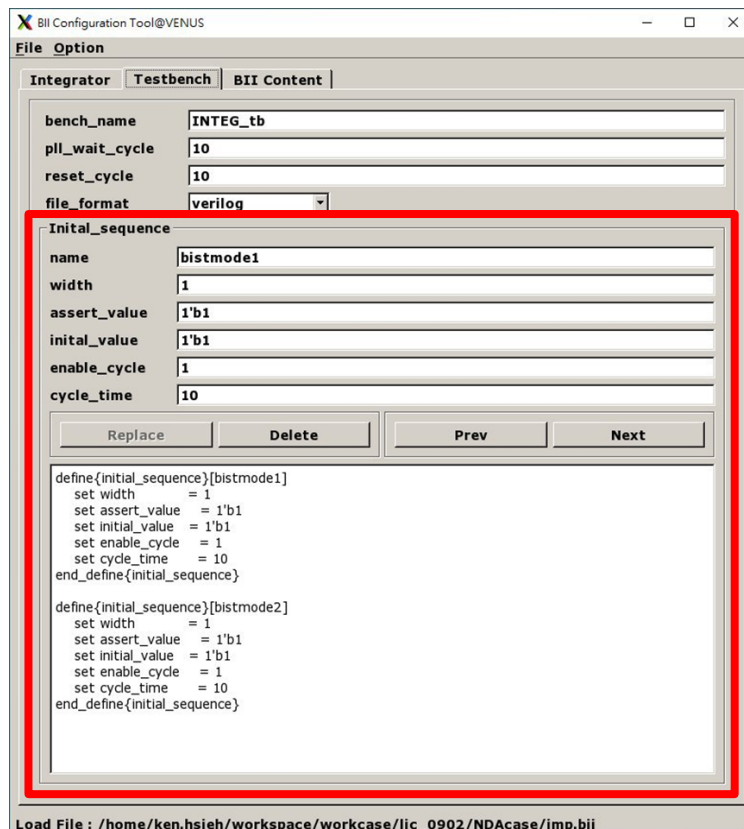 BII Configuration Tool@VENUS
File Option
Integrator Testbench BII Content
bench_name INTEG_tb
pll_wait_cycle 10
reset_cycle 10
file_format verilog
Inital_sequence
name bistmode1
width 1
assert_value 1'b1
inital_value 1'b1
enable_cycle 1
cycle_time 10
Replace Delete Prev Next
define{initial_sequence}[bistmode1]
set width = 1
set assert_value = 1'b1
set initial_value = 1'b1
set enable_cycle = 1
set cycle_time = 10
end_define{initial_sequence}
define{initial_sequence}[bistmode2]
set width = 1
set assert_value = 1'b1
set initial_value = 1'b1
set enable_cycle = 1
set cycle_time = 10
end_define{initial_sequence}
Load File : /home/ken.hsieh/workspace/workcase/lic_0902/NDAcase/imp.bii